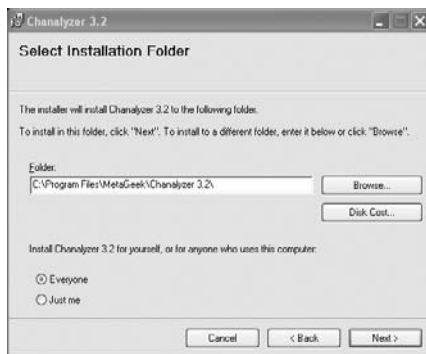 Chanalyzer 3.2
Select Installation Folder
The installer will install Chanalyzer 3.2 to the following folder.
To install in this folder, click "Next". To install to a different folder, enter it below or click "Browse".
Folder:
C:\Program Files\MetaGeek\Chanalyzer 3.2\
Browse...
Disk Cost...
Install Chanalyzer 3.2 for yourself, or for anyone who uses this computer:
Everyone
Just me
Cancel
< Back
Next >